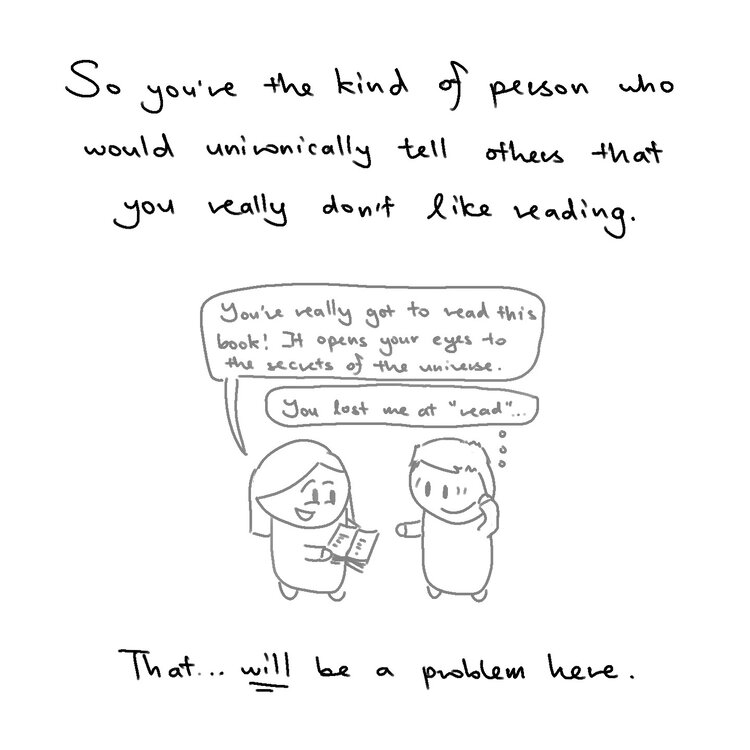 So you're the kind of person who
would unironically tell others that
you really don't like reading.
You've really got to read this
book! It opens your eyes to
the secrets of the universe.
You lost me at "read"...
That... will be a problem here.